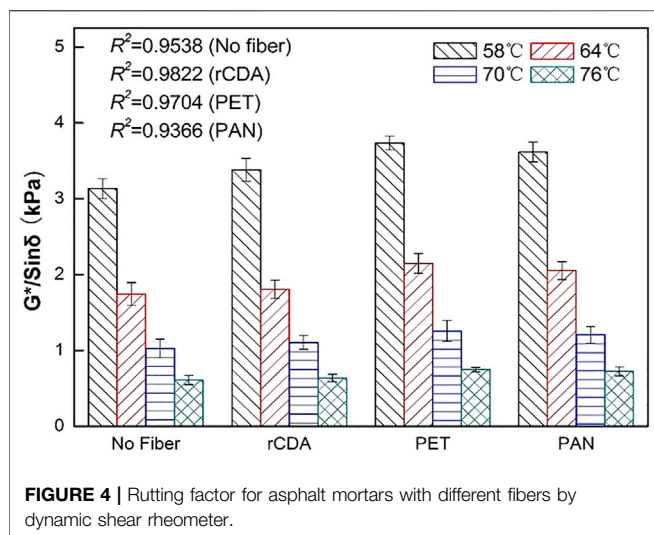 5
4
3
2
1
0
G*/Sinδ (kPa)
R²=0.9538 (No fiber)
R²=0.9822 (rCDA)
R²=0.9704 (PET)
R²=0.9366 (PAN)
58℃ 64℃
70℃ 76℃
No Fiber rCDA PET PAN
FIGURE 4 | Rutting factor for asphalt mortars with different fibers by
dynamic shear rheometer.